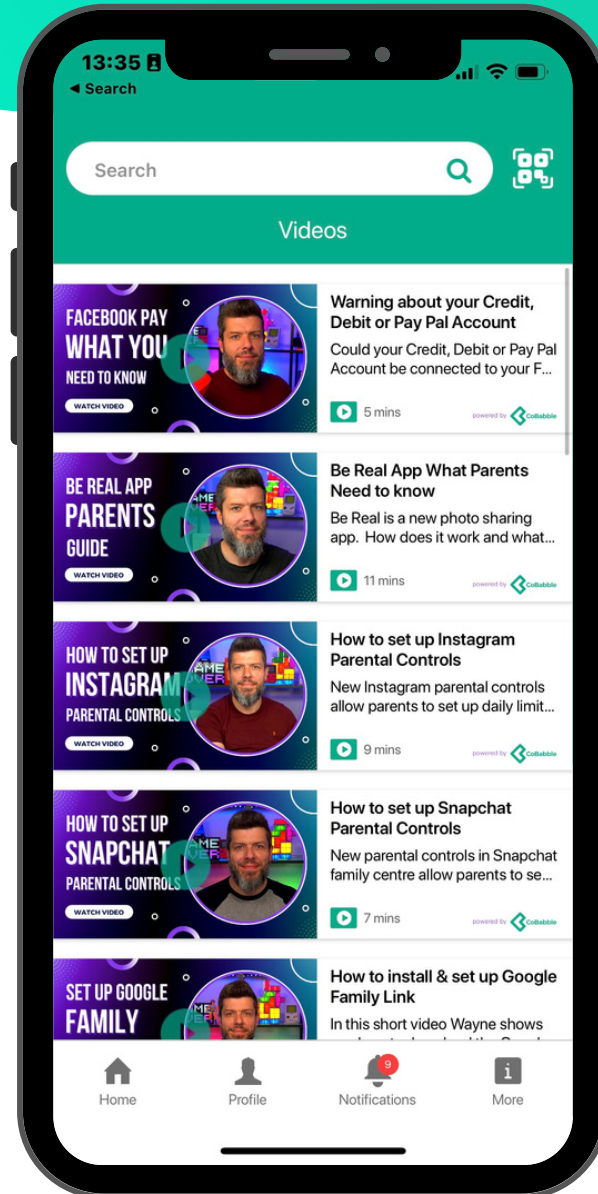 13:35
◀ Search
Search
Videos
FACEBOOK PAY
WHAT YOU
NEED TO KNOW
WATCH VIDEO
Warning about your Credit,
Debit or Pay Pal Account
Could your Credit, Debit or Pay Pal
Account be connected to your F...
5 mins
powered by CoBabble
BE REAL APP
PARENTS
GUIDE
WATCH VIDEO
Be Real App What Parents
Need to know
Be Real is a new photo sharing
app. How does it work and what...
11 mins
powered by CoBabble
HOW TO SET UP
INSTAGRAM
PARENTAL CONTROLS
WATCH VIDEO
How to set up Instagram
Parental Controls
New Instagram parental controls
allow parents to set up daily limit...
9 mins
powered by CoBabble
HOW TO SET UP
SNAPCHAT
PARENTAL CONTROLS
WATCH VIDEO
How to set up Snapchat
Parental Controls
New parental controls in Snapchat
family centre allow parents to se...
7 mins
powered by CoBabble
SET UP GOOGLE
FAMILY
How to install & set up Google
Family Link
In this short video Wayne shows
9
Home
Profile
Notifications
More